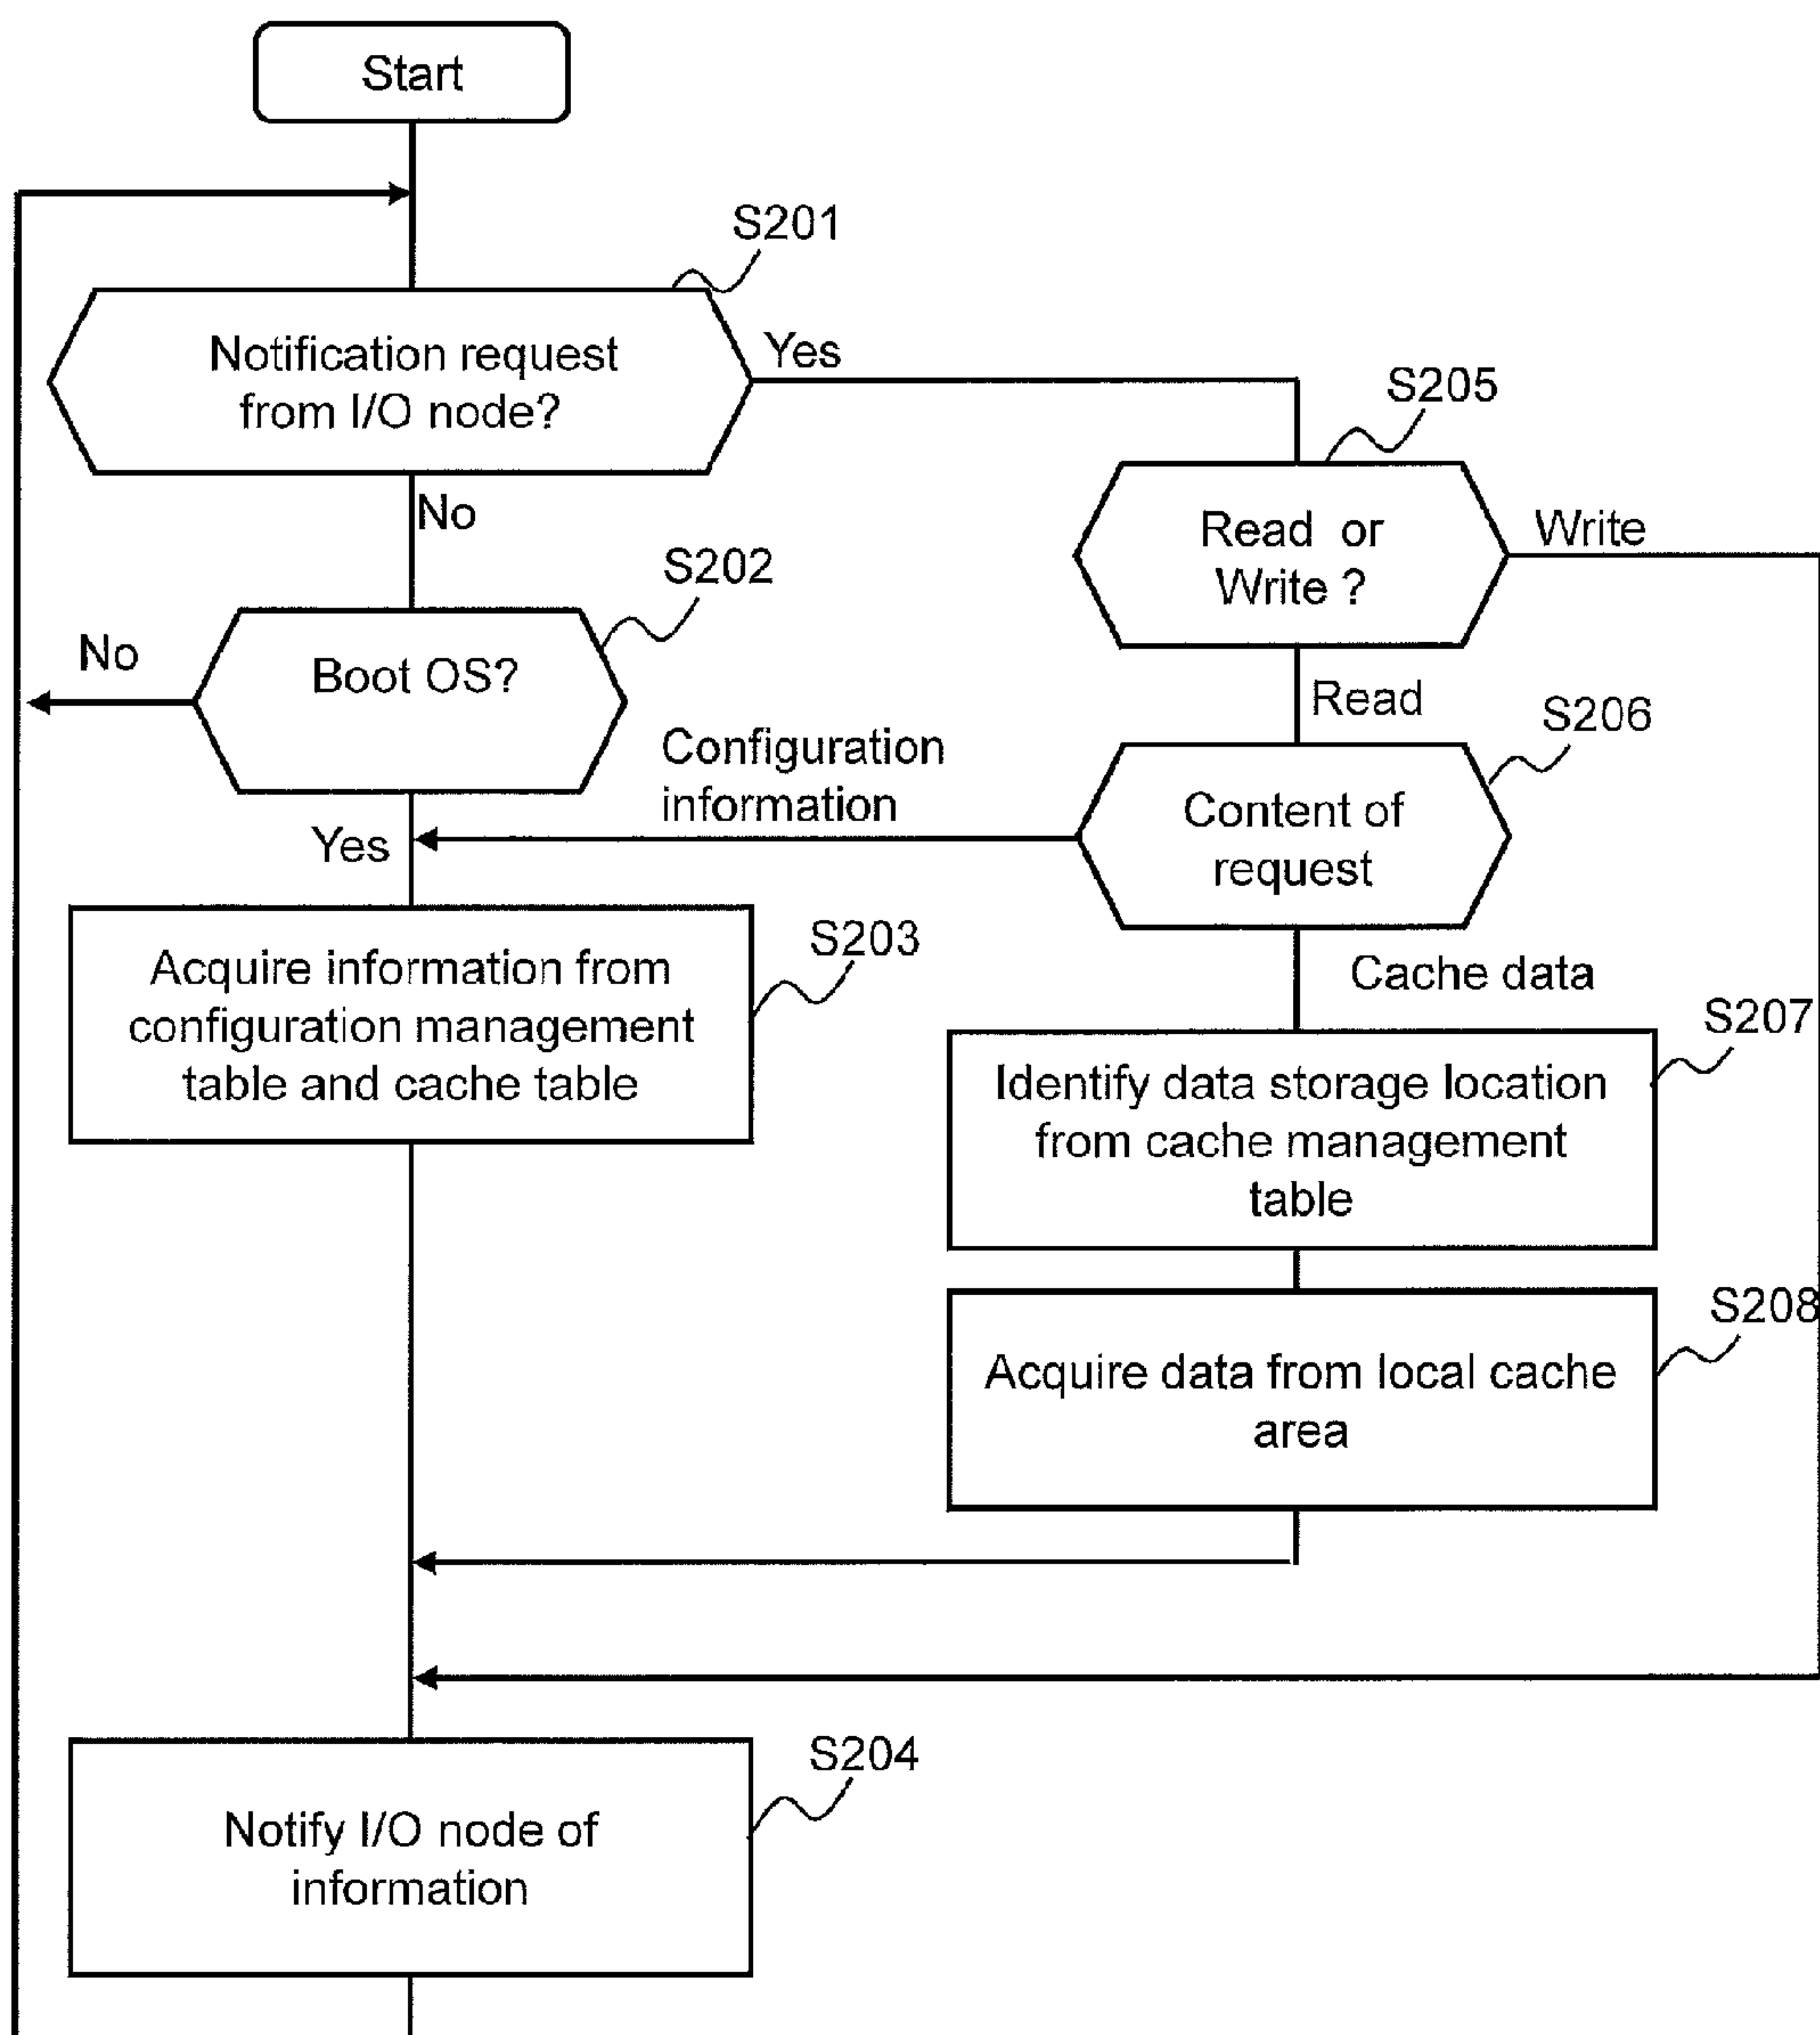 Start
S201
Notification request
from I/O node?
Yes
No
S205
Read or
Write ?
Write
Read
S202
Boot OS?
No
Yes
Configuration
information
S206
Content of
request
Cache data
S203
Acquire information from
configuration management
table and cache table
S207
Identify data storage location
from cache management
table
S208
Acquire data from local cache
area
S204
Notify I/O node of
information